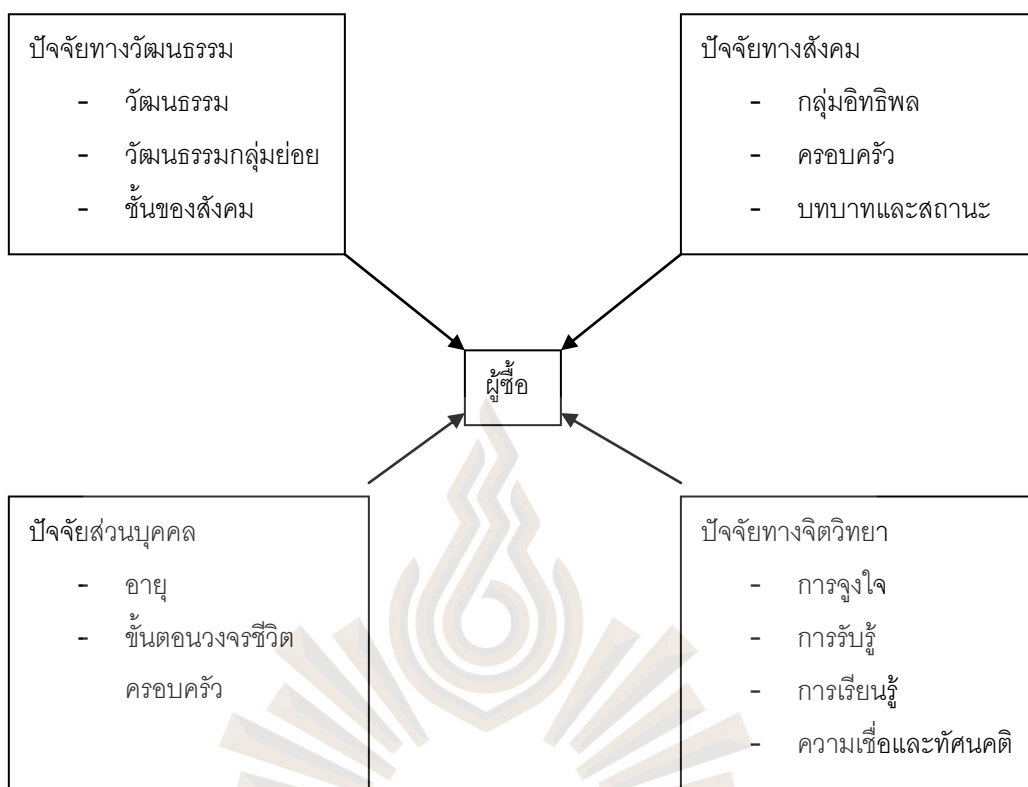 ปัจจัยทางวัฒนธรรม
- วัฒนธรรม
- วัฒนธรรมกลุ่มย่อย
- ชั้นของสังคม
ปัจจัยทางสังคม
- กลุ่มอิทธิพล
- ครอบครัว
- บทบาทและสถานะ
ผู้ซื้อ
ปัจจัยส่วนบุคคล
- อายุ
- ขั้นตอนวงจรชีวิต
ครอบครัว
ปัจจัยทางจิตวิทยา
- การจูงใจ
- การรับรู้
- การเรียนรู้
- ความเชื่อและทัศนคติ